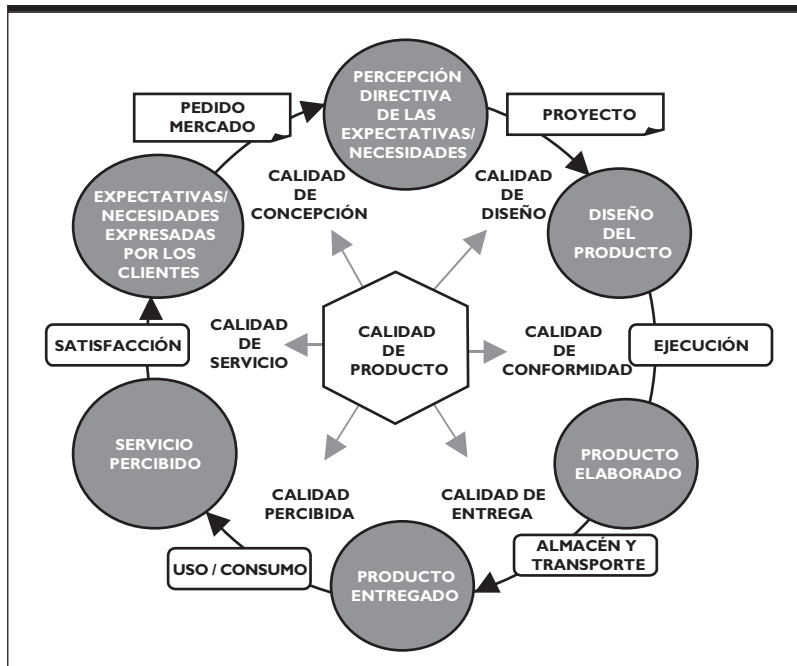 PERCEPCIÓN
DIRECTIVA
DE LAS
EXPECTATIVAS/
NECESIDADES
PEDIDO
MERCADO
PROYECTO
EXPECTATIVAS/
NECESIDADES
EXPRESADAS
POR LOS
CLIENTES
CALIDAD
DE
CONCEPCIÓN
CALIDAD
DE
DISEÑO
DISEÑO
DEL
PRODUCTO
SATISFACCIÓN
CALIDAD
DE
SERVICIO
CALIDAD
DE
PRODUCTO
CALIDAD
DE
CONFORMIDAD
EJECUCIÓN
SERVICIO
PERCIBIDO
PRODUCTO
ELABORADO
CALIDAD
PERCIBIDA
CALIDAD DE
ENTREGA
USO / CONSUMO
PRODUCTO
ENTREGADO
ALMACÉN Y
TRANSPORTE